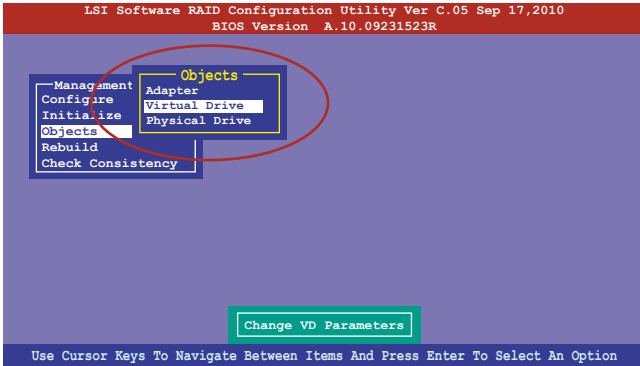 LSI Software RAID Configuration Utility Ver C.05 Sep 17,2010
BIOS Version A.10.09231523R
Management
Configure
Initialize
Objects
Rebuild
Check Consistency
Objects
Adapter
Virtual Drive
Physical Drive
Change VD Parameters
Use Cursor Keys To Navigate Between Items And Press Enter To Select An Option